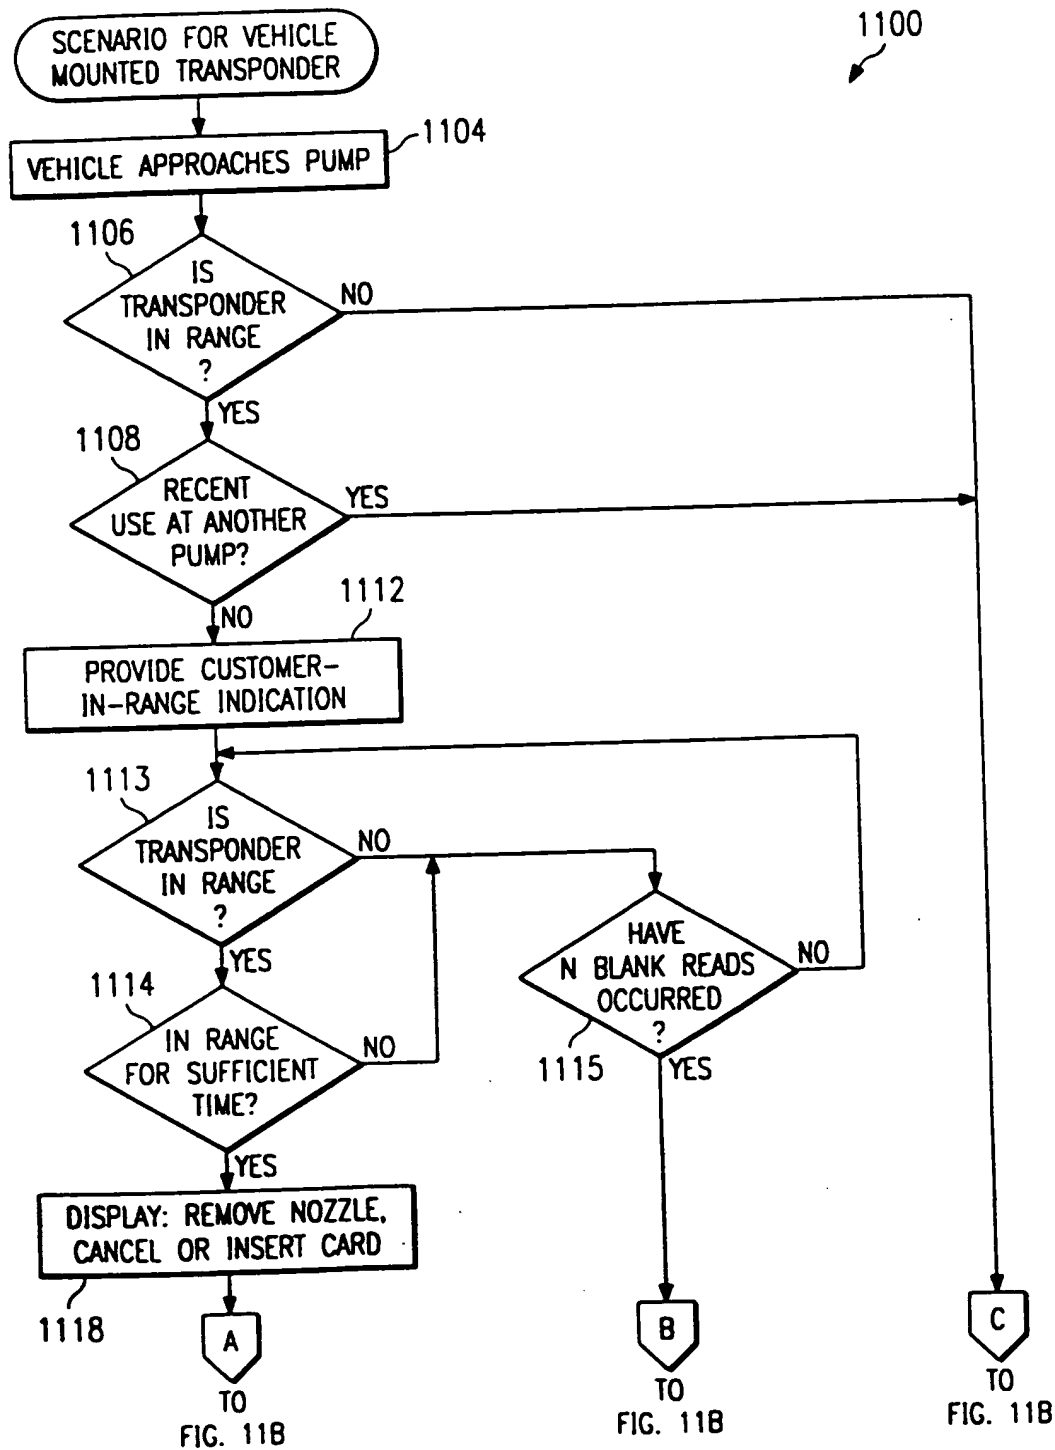 1100
SCENARIO FOR VEHICLE
MOUNTED TRANSPONDER
1104
VEHICLE APPROACHES PUMP
1106
IS
TRANSPONDER
IN RANGE
?
NO
YES
1108
RECENT
USE AT ANOTHER
PUMP?
YES
NO
1112
PROVIDE CUSTOMER-
IN-RANGE INDICATION
1113
IS
TRANSPONDER
IN RANGE
?
NO
YES
1114
IN RANGE
FOR SUFFICIENT
TIME?
NO
YES
HAVE
N BLANK READS
OCCURRED
?
NO
1115
YES
DISPLAY: REMOVE NOZZLE,
CANCEL OR INSERT CARD
1118
A
TO
FIG. 11B
B
TO
FIG. 11B
C
TO
FIG. 11B